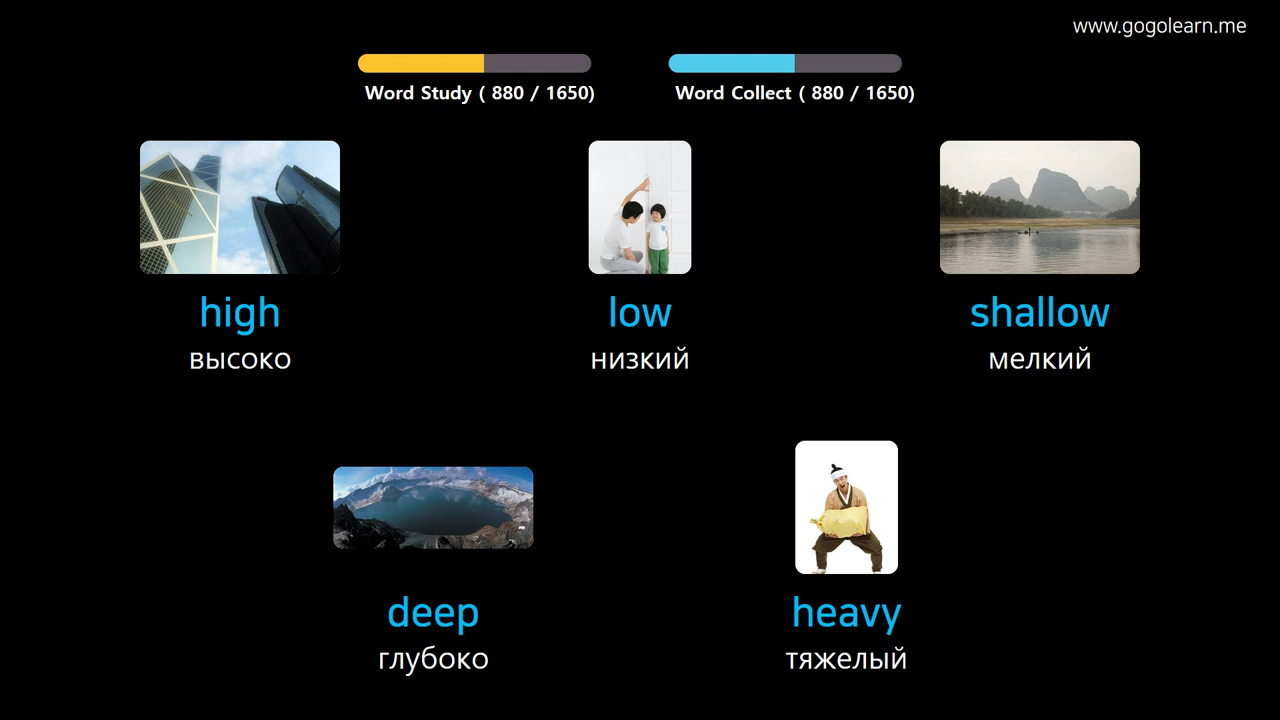 www.gogolearn.me
Word Study ( 880 / 1650)
Word Collect ( 880 / 1650)
high
low
shallow
высоко
низкий
мелкий
deep
heavy
глубоко
тяжелый